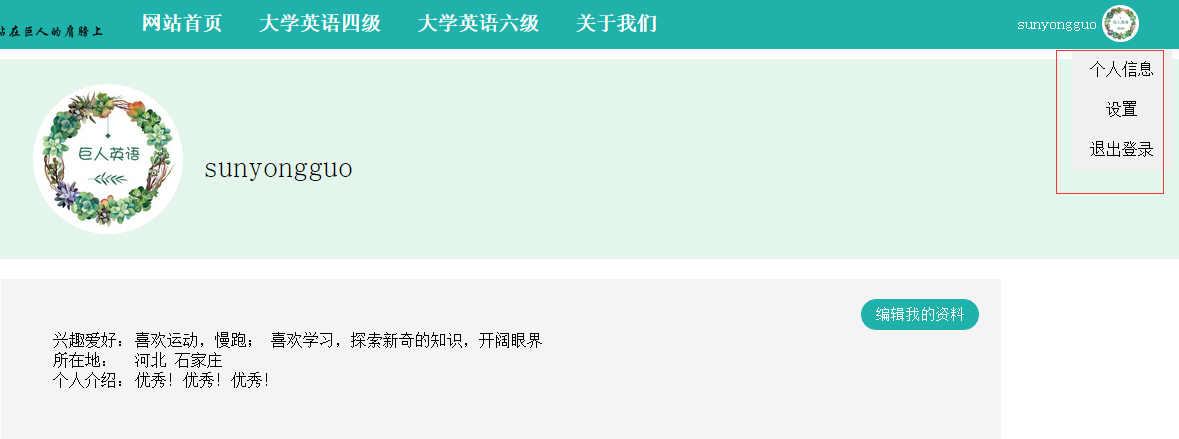 站在巨人的肩膀上
网站首页 大学英语四级 大学英语六级 关于我们
sunyongguo
个人信息
设置
退出登录
巨人英语
sunyongguo
编辑我的资料
兴趣爱好：喜欢运动，慢跑； 喜欢学习，探索新奇的知识，开阔眼界
所在地： 河北 石家庄
个人介绍：优秀！优秀！优秀！